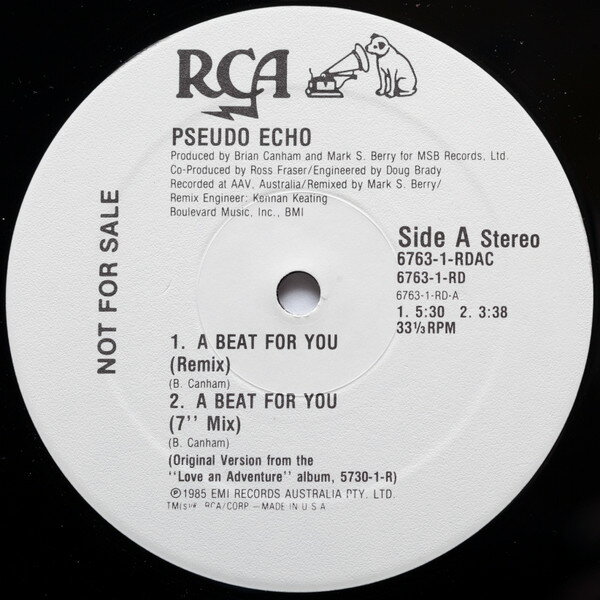 RCA
PSEUDO ECHO
Produced by Brian Canham and Mark S. Berry for MSB Records, Ltd.
Co-Produced by Ross Fraser/Engineered by Doug Brady
Recorded at AAV, Australia/Remixed by Mark S. Berry/
Remix Engineer: Kennan Keating
Boulevard Music, Inc., BMI
NOT FOR SALE
Side A Stereo
6763-1-RDAC
6763-1-RD
6763-1-RD-A
1. 5:30 2. 3:38
33⅓ RPM
1. A BEAT FOR YOU
(Remix)
(B. Canham)
2. A BEAT FOR YOU
(7'' Mix)
(B. Canham)
(Original Version from the
''Love an Adventure'' album, 5730-1-R)
℗1985 EMI RECORDS AUSTRALIA PTY. LTD.
TM(s)® RCA/CORP.—MADE IN U.S.A.